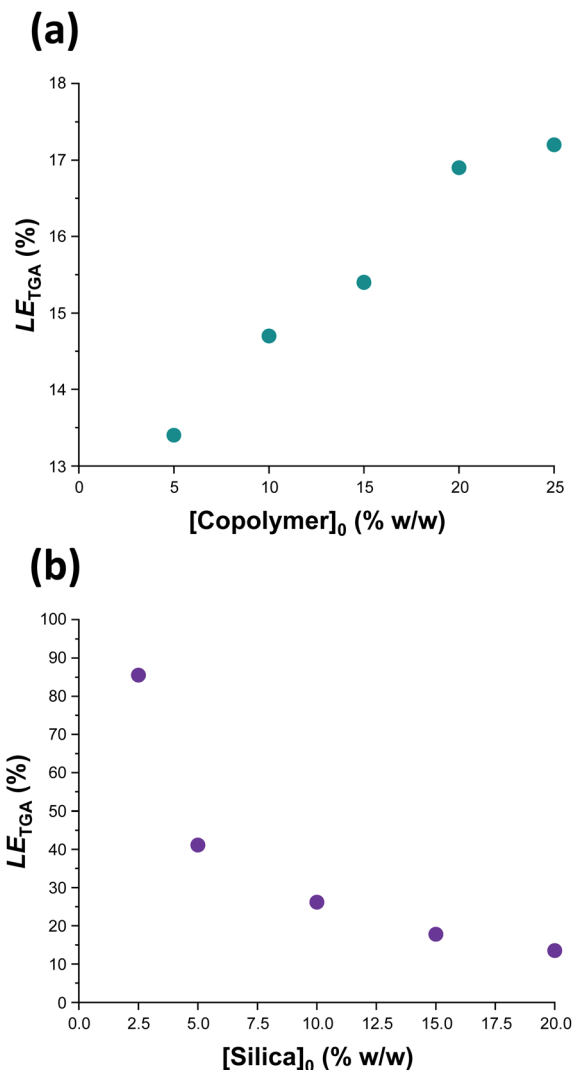 (a)
18
17
16
15
14
13
LE_TGA (%)
0 5 10 15 20 25
[Copolymer]₀ (% w/w)
(b)
100
90
80
70
60
50
40
30
20
10
0
LE_TGA (%)
0.0 2.5 5.0 7.5 10.0 12.5 15.0 17.5 20.0
[Silica]₀ (% w/w)